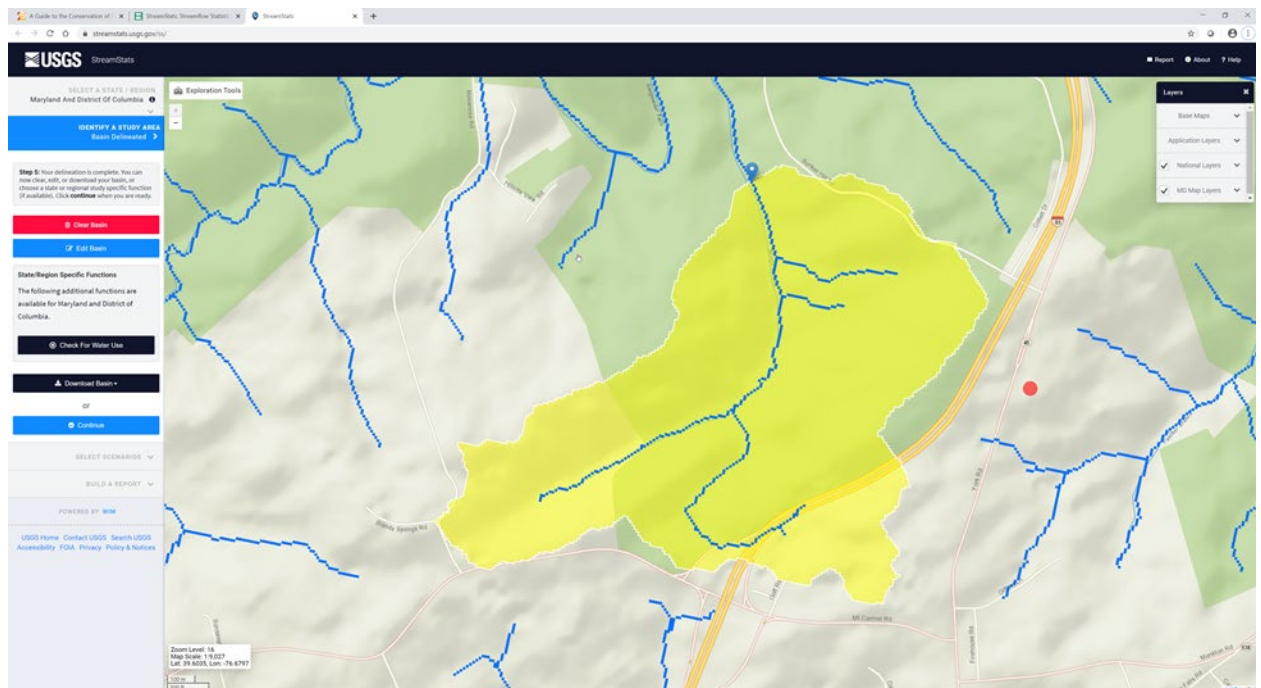 A Guide to the Conservation of
StreamStats: Streamflow Statisti
StreamStats
streamstats.usgs.gov/ss/
USGS
StreamStats
Report
About
? Help
SELECT A STATE / REGION
Maryland And District Of Columbia
IDENTIFY A STUDY AREA
Basin Delineated
Step 5: Your delineation is complete. You can
now clear, edit, or download your basin, or
choose a state or regional study specific function
(if available). Click continue when you are ready.
Clear Basin
Edit Basin
State/Region Specific Functions
The following additional functions are
available for Maryland and District of
Columbia.
Check For Water Use
Download Basin
or
Continue
SELECT SCENARIOS
BUILD A REPORT
POWERED BY WIM
USGS Home Contact USGS Search USGS
Accessibility FOIA Privacy Policy & Notices
Exploration Tools
+
−
Layers
Base Maps
Application Layers
National Layers
MD Map Layers
York Rd
45
Mt Carmel Rd
Firehouse Rd
Zoom Level: 16
Map Scale: 1:9,027
Lat: 39.6035, Lon: -76.6797
100 m